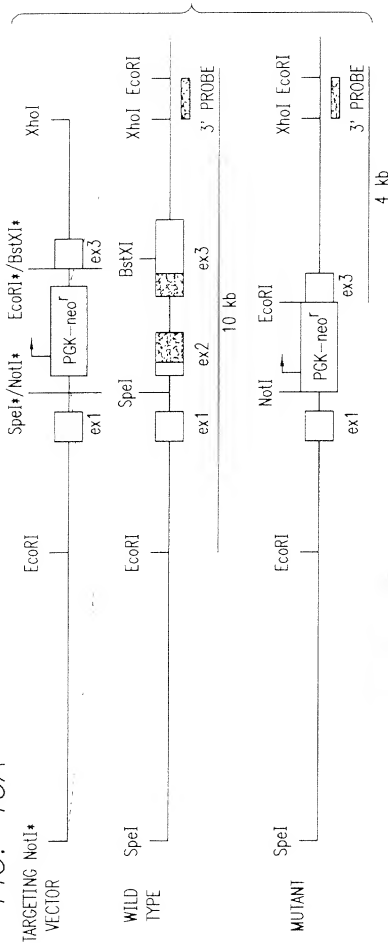 TARGETING VECTOR
NotI*
EcoRI
SpeI*/NotI*
EcoRI*/BstXI*
XhoI
PGK-neo^r
ex1
ex3
WILD TYPE
SpeI
EcoRI
SpeI
BstXI
XhoI EcoRI
ex1
ex2
ex3
3' PROBE
10 kb
MUTANT
SpeI
EcoRI
NotI
EcoRI
XhoI EcoRI
PGK-neo^r
ex1
ex3
3' PROBE
4 kb